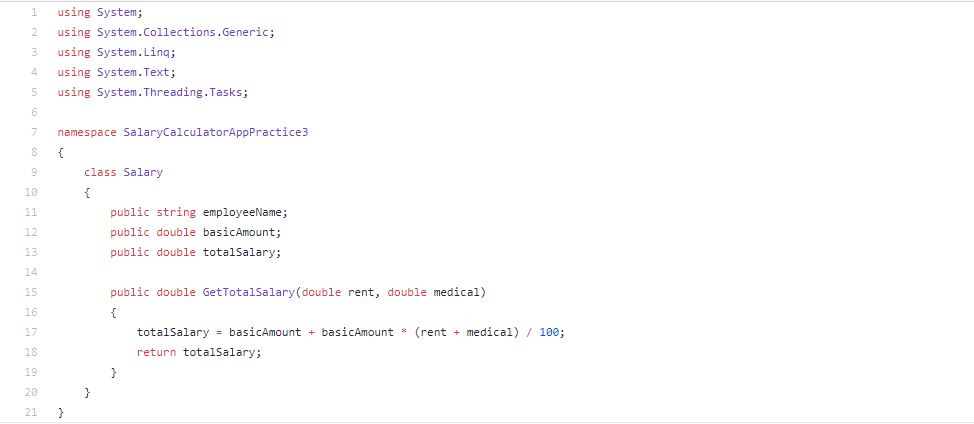 1 using System;
2 using System.Collections.Generic;
3 using System.Linq;
4 using System.Text;
5 using System.Threading.Tasks;
6
7 namespace SalaryCalculatorAppPractice3
8 {
9     class Salary
10     {
11         public string employeeName;
12         public double basicAmount;
13         public double totalSalary;
14
15         public double GetTotalSalary(double rent, double medical)
16         {
17             totalSalary = basicAmount + basicAmount * (rent + medical) / 100;
18             return totalSalary;
19         }
20     }
21 }